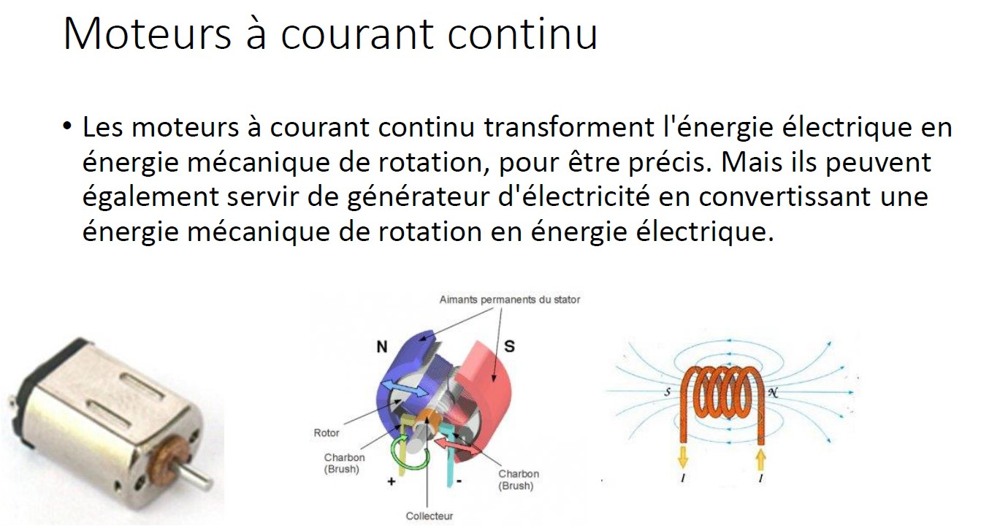 Moteurs à courant continu
• Les moteurs à courant continu transforment l'énergie électrique en
énergie mécanique de rotation, pour être précis. Mais ils peuvent
également servir de générateur d'électricité en convertissant une
énergie mécanique de rotation en énergie électrique.
Aimants permanents du stator
N
S
Rotor
Charbon
(Brush)
+
-
Charbon
(Brush)
Collecteur
S
N
I
I